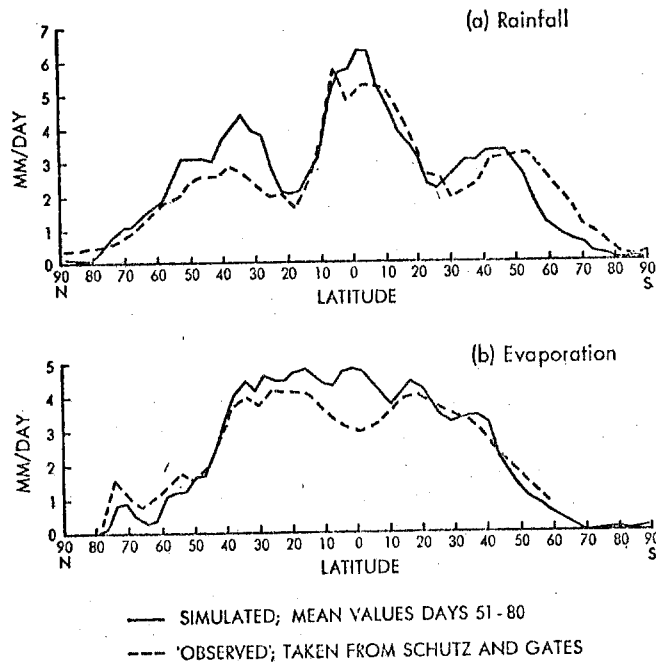 (a) Rainfall
MM/DAY
7
6
5
4
3
2
1
0
90 80 70 60 50 40 30 20 10 0 10 20 30 40 50 60 70 80 90
N LATITUDE S
(b) Evaporation
MM/DAY
5
4
3
2
1
0
90 80 70 60 50 40 30 20 10 0 10 20 30 40 50 60 70 80 90
N LATITUDE S
SIMULATED; MEAN VALUES DAYS 51-80
'OBSERVED'; TAKEN FROM SCHUTZ AND GATES